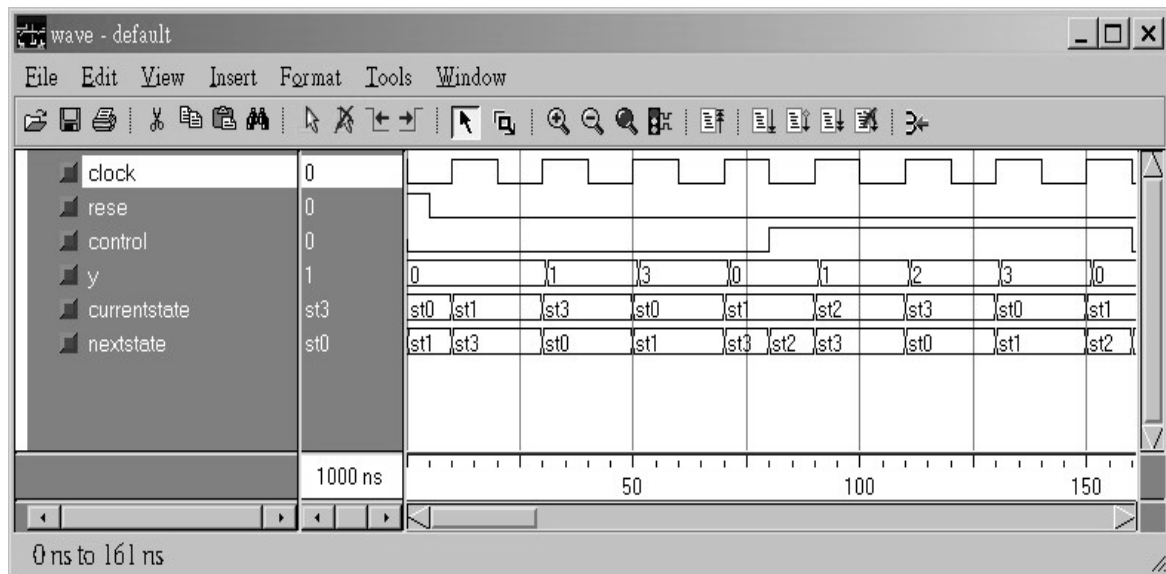 wave - default
File Edit View Insert Format Tools Window
clock 0
rese 0
control 0
y 1 0 1 3 0 1 2 3 0
currentstate st3 st0 st1 st3 st0 st1 st2 st3 st0 st1
nextstate st0 st1 st3 st0 st1 st3 st2 st3 st0 st1 st2
1000 ns 50 100 150
0 ns to 161 ns